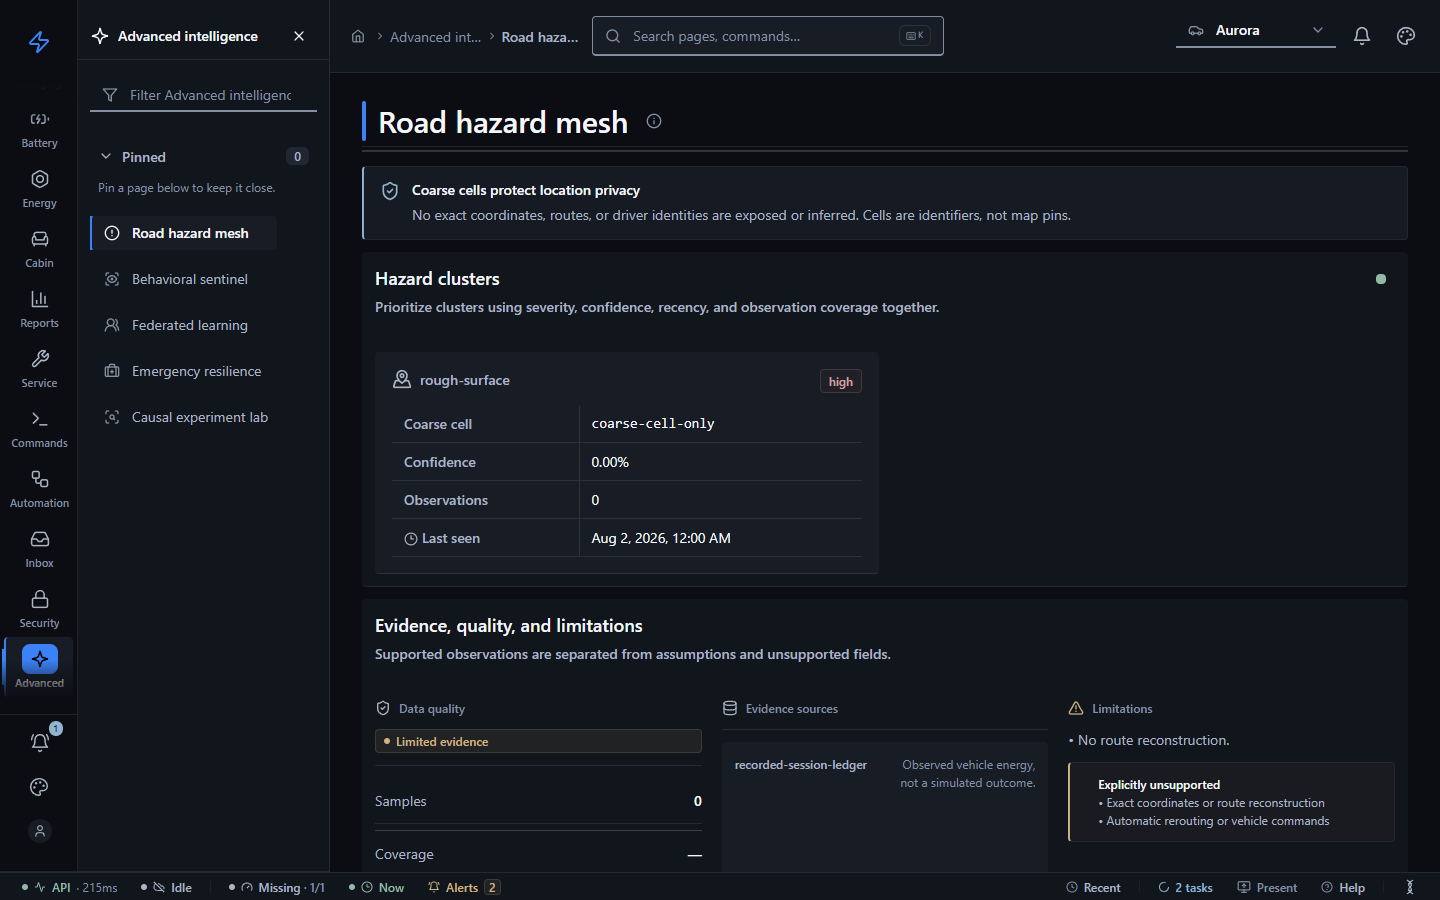 Advanced intelligence
Advanced int...
Road haza...
Search pages, commands...
K
Aurora
Filter Advanced intelligenc
Pinned
0
Pin a page below to keep it close.
Road hazard mesh
Behavioral sentinel
Federated learning
Emergency resilience
Causal experiment lab
Battery
Energy
Cabin
Reports
Service
Commands
Automation
Inbox
Security
Advanced
1
Road hazard mesh
Coarse cells protect location privacy
No exact coordinates, routes, or driver identities are exposed or inferred. Cells are identifiers, not map pins.
Hazard clusters
Prioritize clusters using severity, confidence, recency, and observation coverage together.
rough-surface
high
Coarse cell
coarse-cell-only
Confidence
0.00%
Observations
0
Last seen
Aug 2, 2026, 12:00 AM
Evidence, quality, and limitations
Supported observations are separated from assumptions and unsupported fields.
Data quality
Limited evidence
Samples
0
Coverage
—
Evidence sources
recorded-session-ledger
Observed vehicle energy,
not a simulated outcome.
Limitations
• No route reconstruction.
Explicitly unsupported
• Exact coordinates or route reconstruction
• Automatic rerouting or vehicle commands
API · 215ms
Idle
Missing · 1/1
Now
Alerts 2
Recent
2 tasks
Present
Help